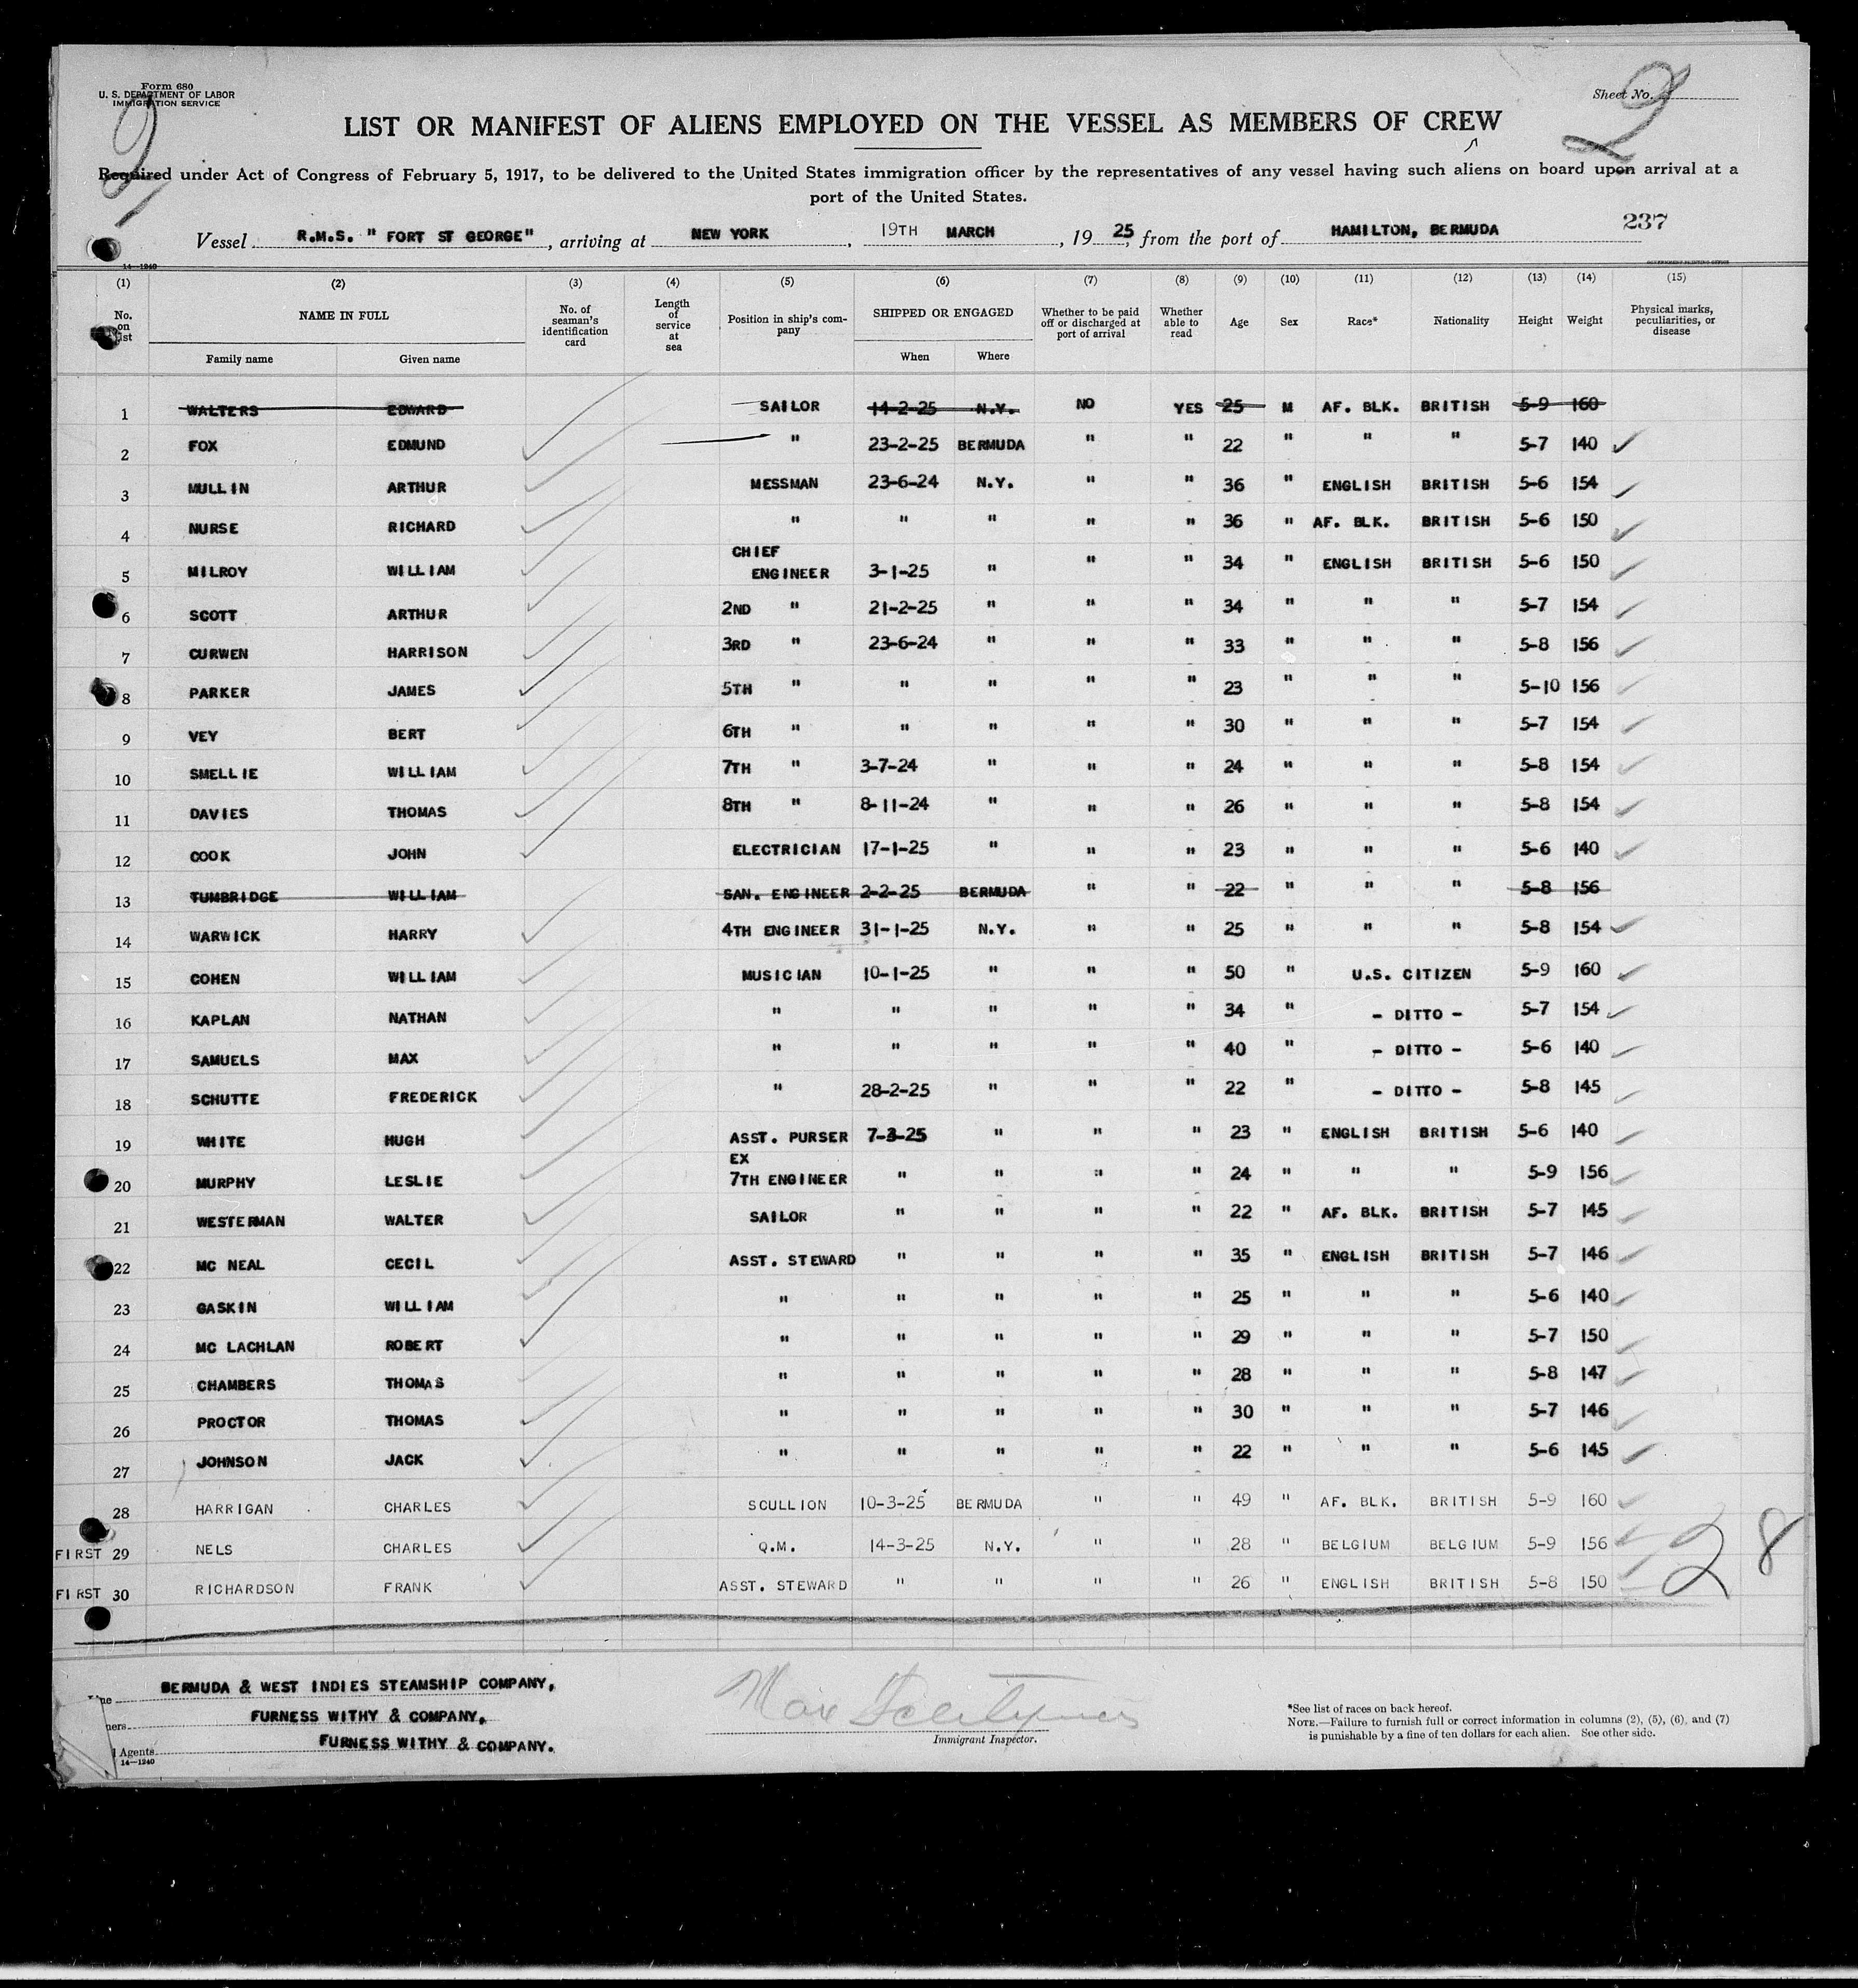 Form 680
U. S. DEPARTMENT OF LABOR
IMMIGRATION SERVICE
Sheet No. 2
2
LIST OR MANIFEST OF ALIENS EMPLOYED ON THE VESSEL AS MEMBERS OF CREW
Required under Act of Congress of February 5, 1917, to be delivered to the United States immigration officer by the representatives of any vessel having such aliens on board upon arrival at a
port of the United States.
237
Vessel R.M.S. " FORT ST GEORGE", arriving at NEW YORK, 19TH MARCH, 1925, from the port of HAMILTON, BERMUDA
14—1240
(1) (2) (3) (4) (5) (6) (7) (8) (9) (10) (11) (12) (13) (14) (15)
No. on list NAME IN FULL No. of seaman's identification card Length of service at sea Position in ship's company SHIPPED OR ENGAGED Whether to be paid off or discharged at port of arrival Whether able to read Age Sex Race* Nationality Height Weight Physical marks, peculiarities, or disease
Family name Given name When Where
1 WALTERS EDWARD SAILOR 14-2-25 N.Y. NO YES 25 M AF. BLK. BRITISH 5-9 160
2 FOX EDMUND " 23-2-25 BERMUDA " " 22 " " " 5-7 140
3 MULLIN ARTHUR MESSMAN 23-6-24 N.Y. " " 36 " ENGLISH BRITISH 5-6 154
4 NURSE RICHARD " " " " " 36 " AF. BLK. BRITISH 5-6 150
5 MILROY WILLIAM CHIEF ENGINEER 3-1-25 " " " 34 " ENGLISH BRITISH 5-6 150
6 SCOTT ARTHUR 2ND " 21-2-25 " " " 34 " " " 5-7 154
7 CURWEN HARRISON 3RD " 23-6-24 " " " 33 " " " 5-8 156
8 PARKER JAMES 5TH " " " " " 23 " " " 5-10 156
9 VEY BERT 6TH " " " " " 30 " " " 5-7 154
10 SMELLIE WILLIAM 7TH " 3-7-24 " " " 24 " " " 5-8 154
11 DAVIES THOMAS 8TH " 8-11-24 " " " 26 " " " 5-8 154
12 COOK JOHN ELECTRICIAN 17-1-25 " " " 23 " " " 5-6 140
13 TUMBRIDGE WILLIAM SAN. ENGINEER 2-2-25 BERMUDA " " 22 " " " 5-8 156
14 WARWICK HARRY 4TH ENGINEER 31-1-25 N.Y. " " 25 " " " 5-8 154
15 COHEN WILLIAM MUSICIAN 10-1-25 " " " 50 " U.S. CITIZEN 5-9 160
16 KAPLAN NATHAN " " " " " 34 " - DITTO - 5-7 154
17 SAMUELS MAX " " " " " 40 " - DITTO - 5-6 140
18 SCHUTTE FREDERICK " 28-2-25 " " " 22 " - DITTO - 5-8 145
19 WHITE HUGH ASST. PURSER 7-3-25 " " " 23 " ENGLISH BRITISH 5-6 140
20 MURPHY LESLIE EX 7TH ENGINEER " " " " 24 " " " 5-9 156
21 WESTERMAN WALTER SAILOR " " " " 22 " AF. BLK. BRITISH 5-7 145
22 MC NEAL CECIL ASST. STEWARD " " " " 35 " ENGLISH BRITISH 5-7 146
23 GASKIN WILLIAM " " " " " 25 " " " 5-6 140
24 MC LACHLAN ROBERT " " " " " 29 " " " 5-7 150
25 CHAMBERS THOMAS " " " " " 28 " " " 5-8 147
26 PROCTOR THOMAS " " " " " 30 " " " 5-7 146
27 JOHNSON JACK " " " " " 22 " " " 5-6 145
28 HARRIGAN CHARLES SCULLION 10-3-25 BERMUDA " " 49 " AF. BLK. BRITISH 5-9 160
FIRST 29 NELS CHARLES Q.M. 14-3-25 N.Y. " " 28 " BELGIUM BELGIUM 5-9 156
FIRST 30 RICHARDSON FRANK ASST. STEWARD " " " " 26 " ENGLISH BRITISH 5-8 150
28
BERMUDA & WEST INDIES STEAMSHIP COMPANY,
FURNESS WITHY & COMPANY,
Agents FURNESS WITHY & COMPANY.
14—1240
Max
Immigrant Inspector.
*See list of races on back hereof.
NOTE.—Failure to furnish full or correct information in columns (2), (5), (6), and (7)
is punishable by a fine of ten dollars for each alien. See other side.